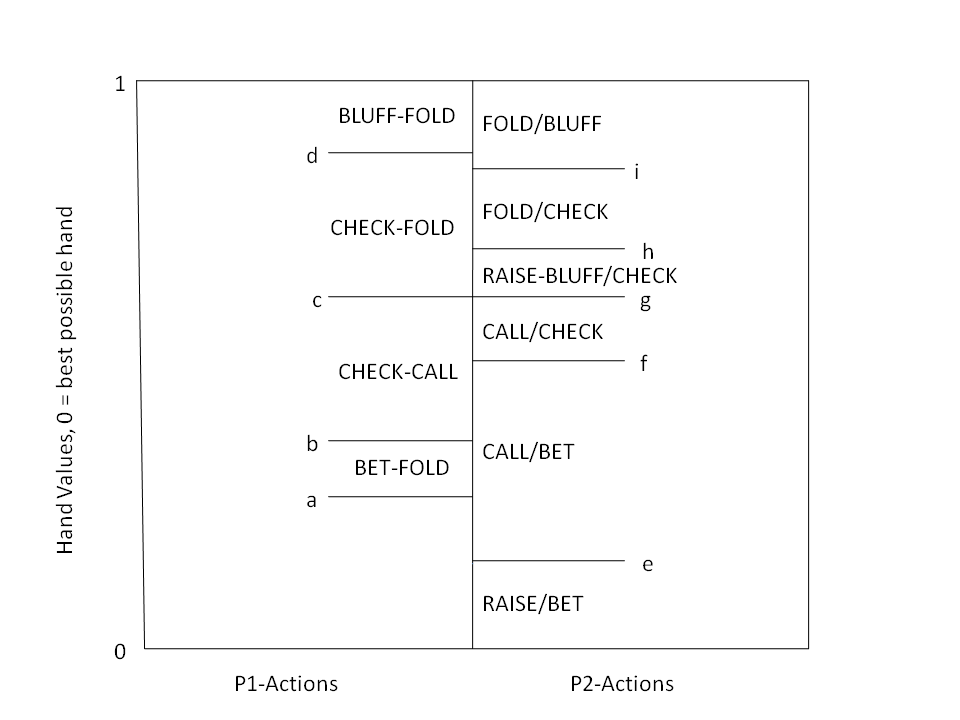 1
BLUFF-FOLD
FOLD/BLUFF
d
i
FOLD/CHECK
CHECK-FOLD
h
RAISE-BLUFF/CHECK
c
g
CALL/CHECK
f
CHECK-CALL
b
CALL/BET
BET-FOLD
a
e
RAISE/BET
0
Hand Values, 0 = best possible hand
P1-Actions
P2-Actions